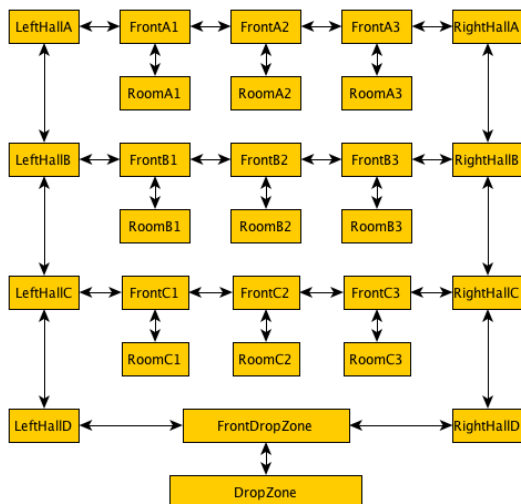 LeftHallA FrontA1 FrontA2 FrontA3 RightHallA
RoomA1 RoomA2 RoomA3
LeftHallB FrontB1 FrontB2 FrontB3 RightHallB
RoomB1 RoomB2 RoomB3
LeftHallC FrontC1 FrontC2 FrontC3 RightHallC
RoomC1 RoomC2 RoomC3
LeftHallD FrontDropZone RightHallD
DropZone